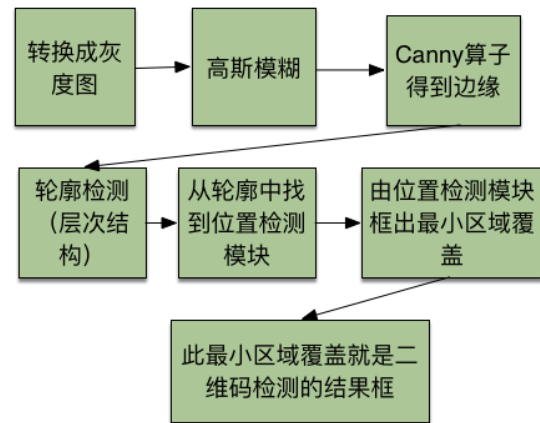 转换成灰
度图
高斯模糊
Canny算子
得到边缘
轮廓检测
（层次结
构）
从轮廓中找
到位置检测
模块
由位置检测模块
框出最小区域覆
盖
此最小区域覆盖就是二
维码检测的结果框